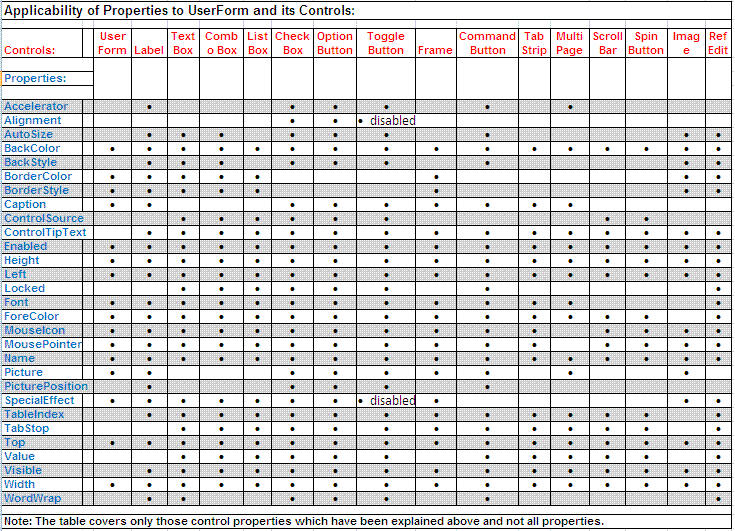 Applicability of Properties to UserForm and its Controls:
User Text Comb List Check Option Toggle Command Tab Multi Scroll Spin Imag Ref
Controls: Form Label Box o Box Box Box Button Button Frame Button Strip Page Bar Button e Edit
Properties:
Accelerator
Alignment disabled
AutoSize
BackColor
BackStyle
BorderColor
BorderStyle
Caption
ControlSource
ControlTipText
Enabled
Height
Left
Locked
Font
ForeColor
MouseIcon
MousePointer
Name
Picture
PicturePosition
SpecialEffect disabled
TableIndex
TabStop
Top
Value
Visible
Width
WordWrap
Note: The table covers only those control properties which have been explained above and not all properties.